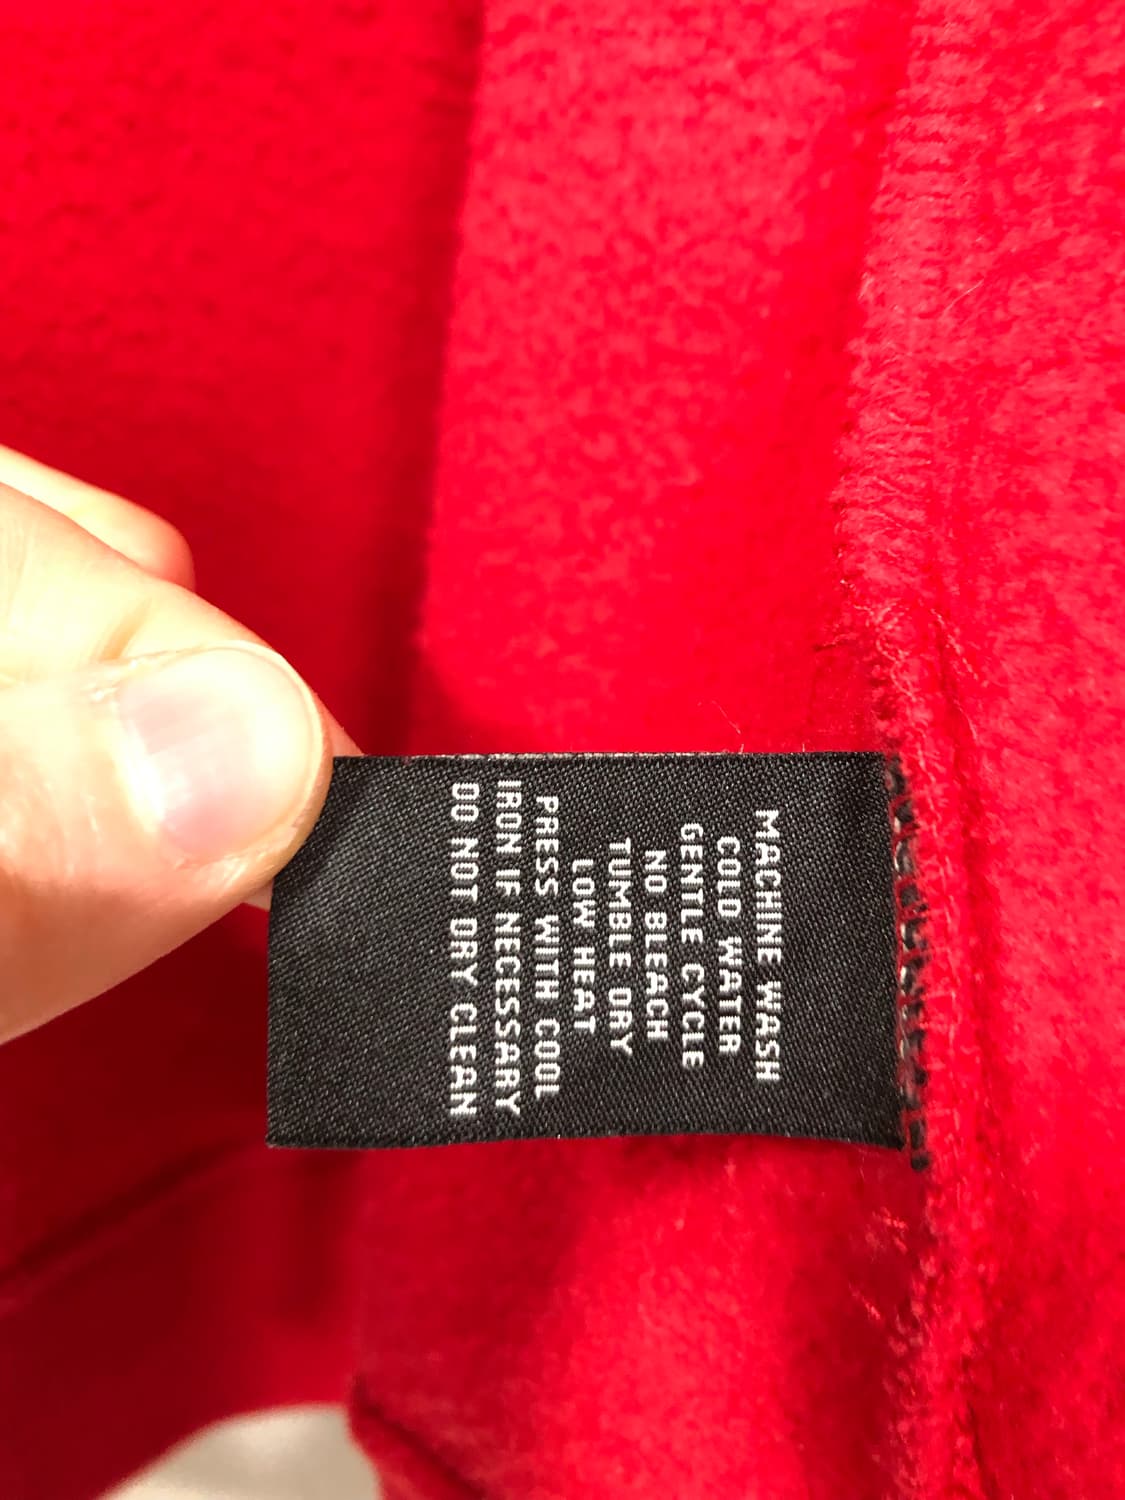 MACHINE WASH
COLD WATER
GENTLE CYCLE
NO BLEACH
TUMBLE DRY
LOW HEAT
PRESS WITH COOL
IRON IF NECESSARY
DO NOT DRY CLEAN